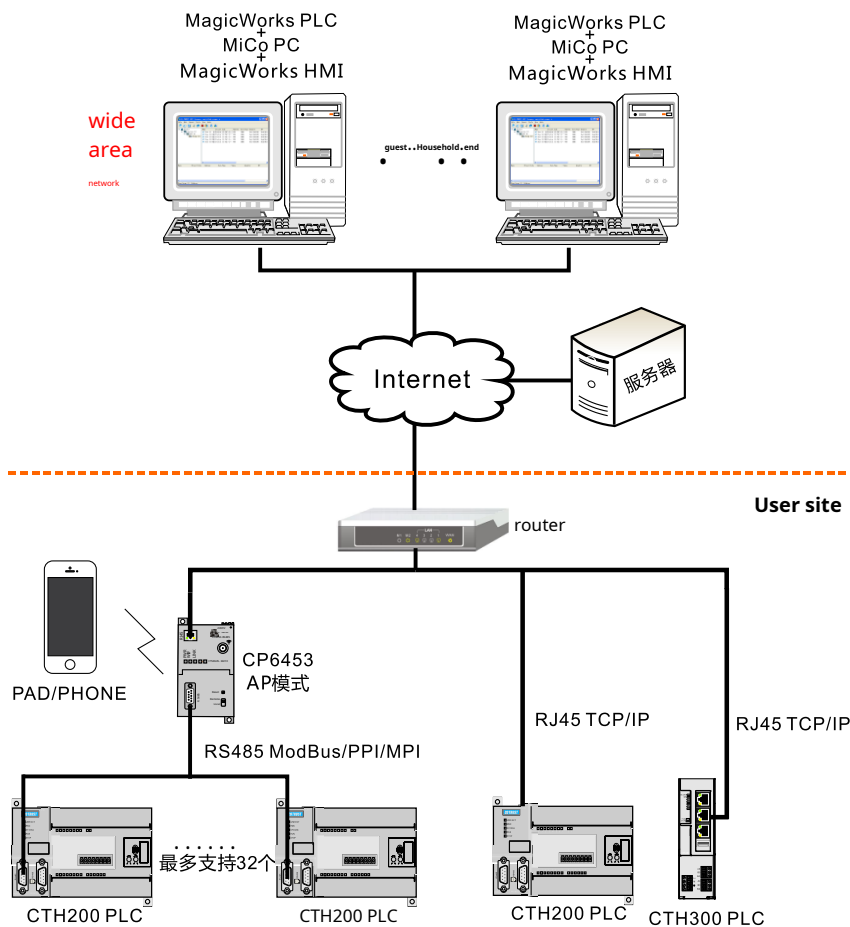 MagicWorks PLC
+
MiCo PC
+
MagicWorks HMI
MagicWorks PLC
+
MiCo PC
+
MagicWorks HMI
wide
area
network
guest..Household.end
Internet
服务器
User site
router
PAD/PHONE
CP6453
AP模式
RJ45 TCP/IP
RJ45 TCP/IP
RS485 ModBus/PPI/MPI
......
最多支持32个
CTH200 PLC
CTH200 PLC
CTH200 PLC
CTH300 PLC